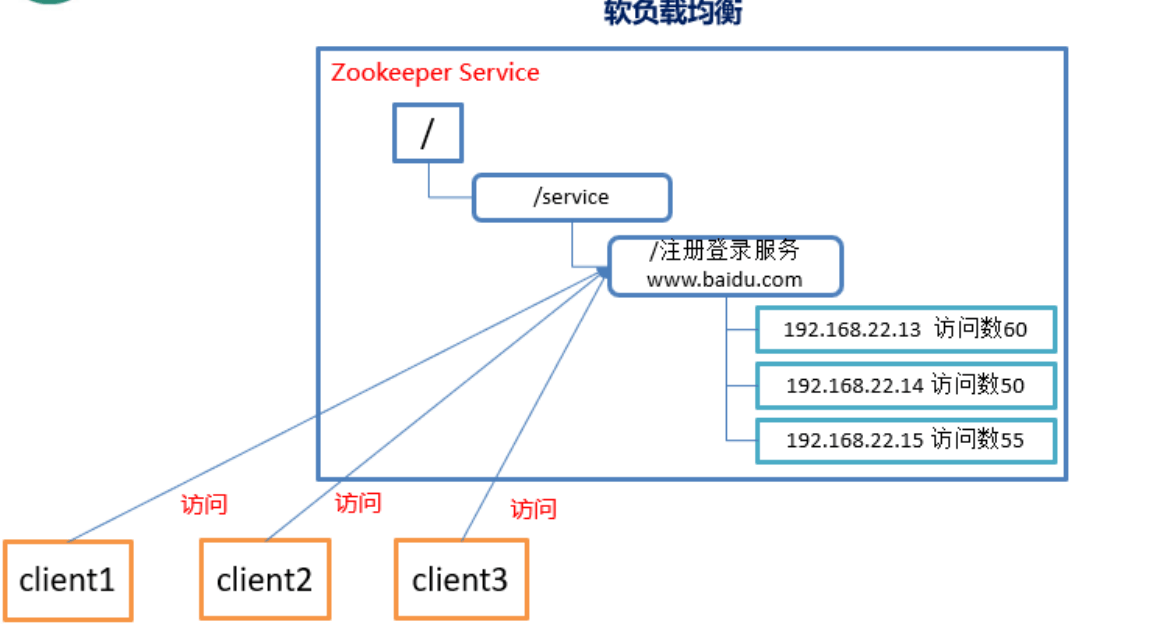 软负载均衡
Zookeeper Service
/
/service
/注册登录服务
www.baidu.com
192.168.22.13 访问数60
192.168.22.14 访问数50
192.168.22.15 访问数55
访问
访问
访问
client1
client2
client3